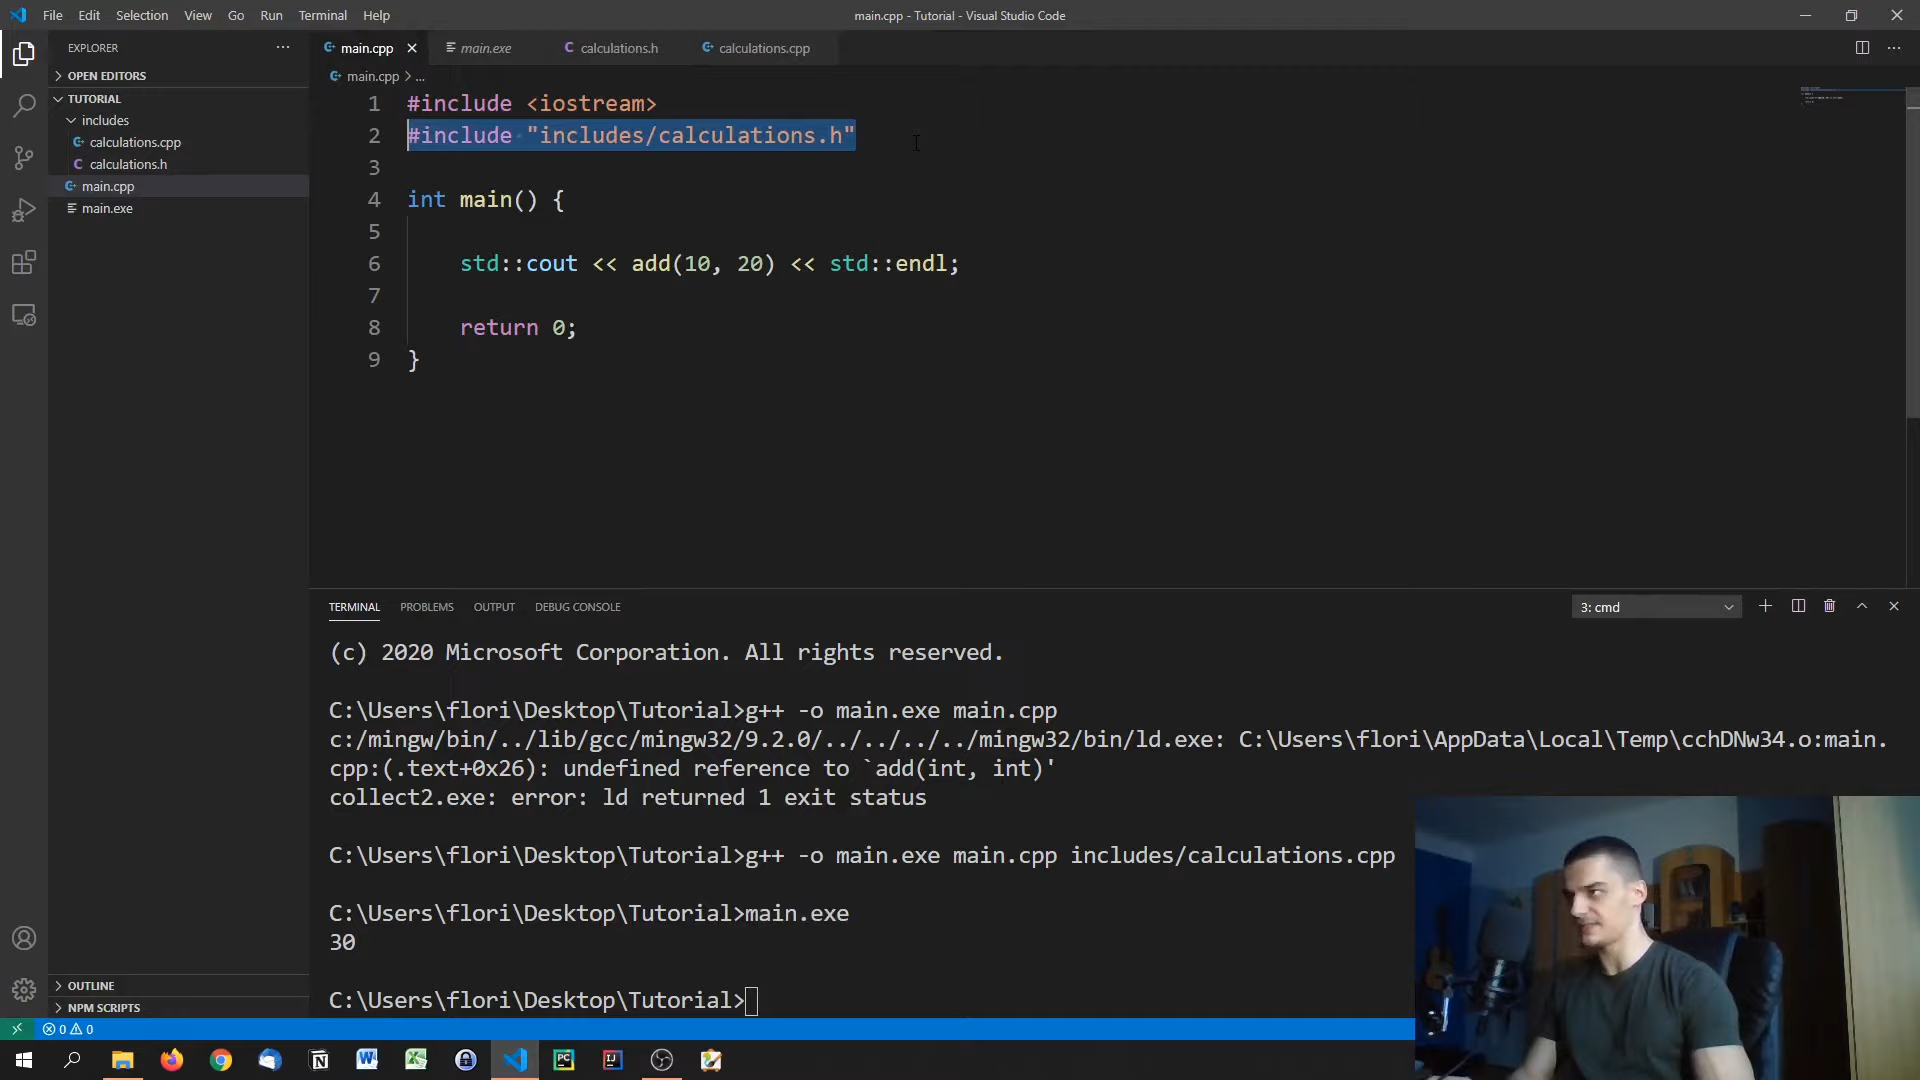 File Edit Selection View Go Run Terminal Help
main.cpp - Tutorial - Visual Studio Code
EXPLORER
OPEN EDITORS
TUTORIAL
includes
calculations.cpp
calculations.h
main.cpp
main.exe
OUTLINE
NPM SCRIPTS
main.cpp main.exe calculations.h calculations.cpp
main.cpp > ...
1 #include <iostream>
2 #include "includes/calculations.h"
3
4 int main() {
5
6 std::cout << add(10, 20) << std::endl;
7
8 return 0;
9 }
TERMINAL PROBLEMS OUTPUT DEBUG CONSOLE
3: cmd
(c) 2020 Microsoft Corporation. All rights reserved.
C:\Users\flori\Desktop\Tutorial>g++ -o main.exe main.cpp
c:/mingw/bin/../lib/gcc/mingw32/9.2.0/../../../../mingw32/bin/ld.exe: C:\Users\flori\AppData\Local\Temp\cchDNw34.o:main.
cpp:(.text+0x26): undefined reference to `add(int, int)'
collect2.exe: error: ld returned 1 exit status
C:\Users\flori\Desktop\Tutorial>g++ -o main.exe main.cpp includes/calculations.cpp
C:\Users\flori\Desktop\Tutorial>main.exe
30
C:\Users\flori\Desktop\Tutorial>
0 0